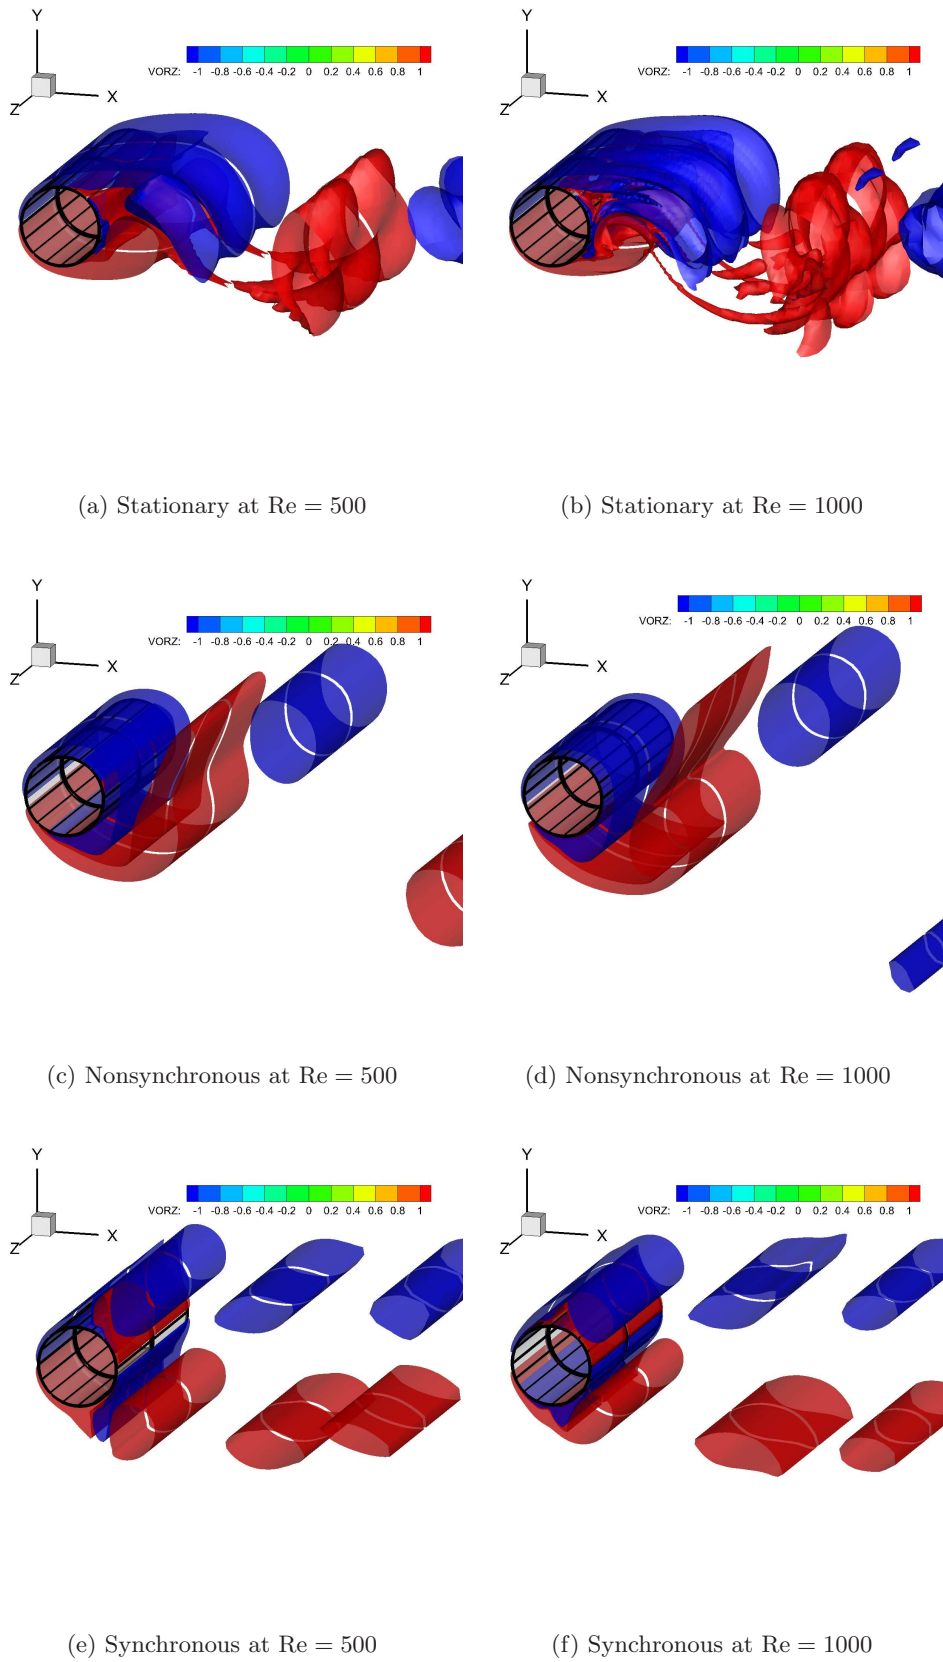 Y
Y
VORZ: -1 -0.8 -0.6 -0.4 -0.2 0 0.2 0.4 0.6 0.8 1
VORZ: -1 -0.8 -0.6 -0.4 -0.2 0 0.2 0.4 0.6 0.8 1
Z X
Z X
(a) Stationary at Re = 500
(b) Stationary at Re = 1000
Y
Y
VORZ: -1 -0.8 -0.6 -0.4 -0.2 0 0.2 0.4 0.6 0.8 1
VORZ: -1 -0.8 -0.6 -0.4 -0.2 0 0.2 0.4 0.6 0.8 1
Z X
Z X
(c) Nonsynchronous at Re = 500
(d) Nonsynchronous at Re = 1000
Y
Y
VORZ: -1 -0.8 -0.6 -0.4 -0.2 0 0.2 0.4 0.6 0.8 1
VORZ: -1 -0.8 -0.6 -0.4 -0.2 0 0.2 0.4 0.6 0.8 1
Z X
Z X
(e) Synchronous at Re = 500
(f) Synchronous at Re = 1000